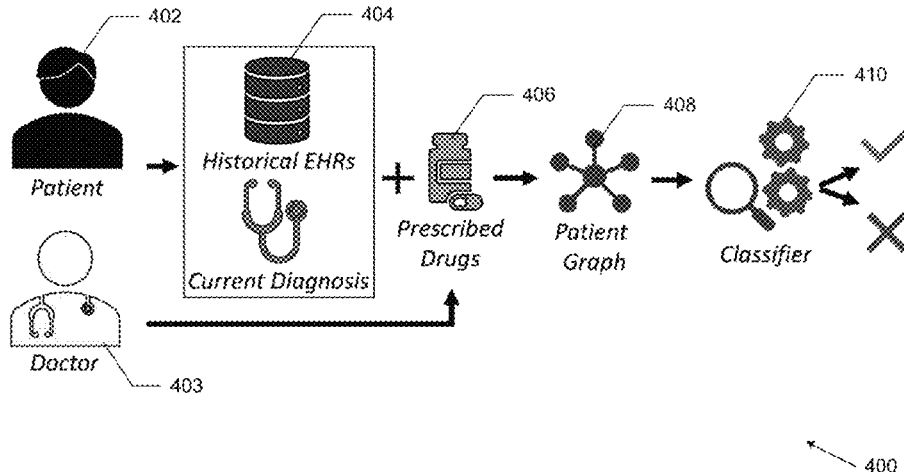 402
404
406
408
410
Historical EHRs
Patient
Current Diagnosis
Prescribed
Drugs
Patient
Graph
Classifier
Doctor
403
400